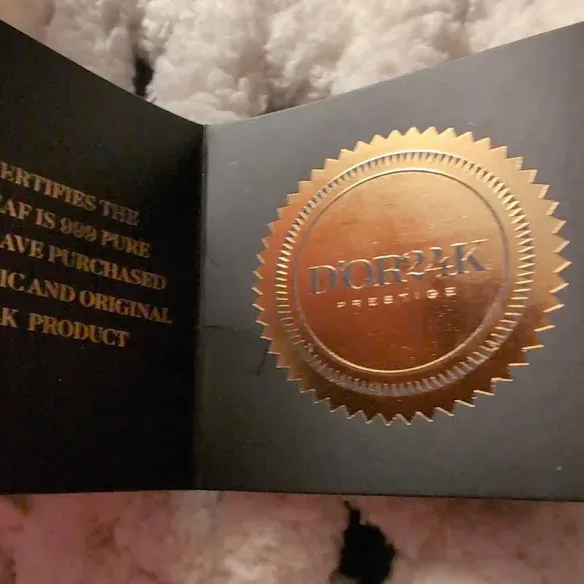 ERTIFIES THE
AF IS 999 PURE
AVE PURCHASED
IC AND ORIGINAL
K PRODUCT
D'OR24K
PRESTIGE